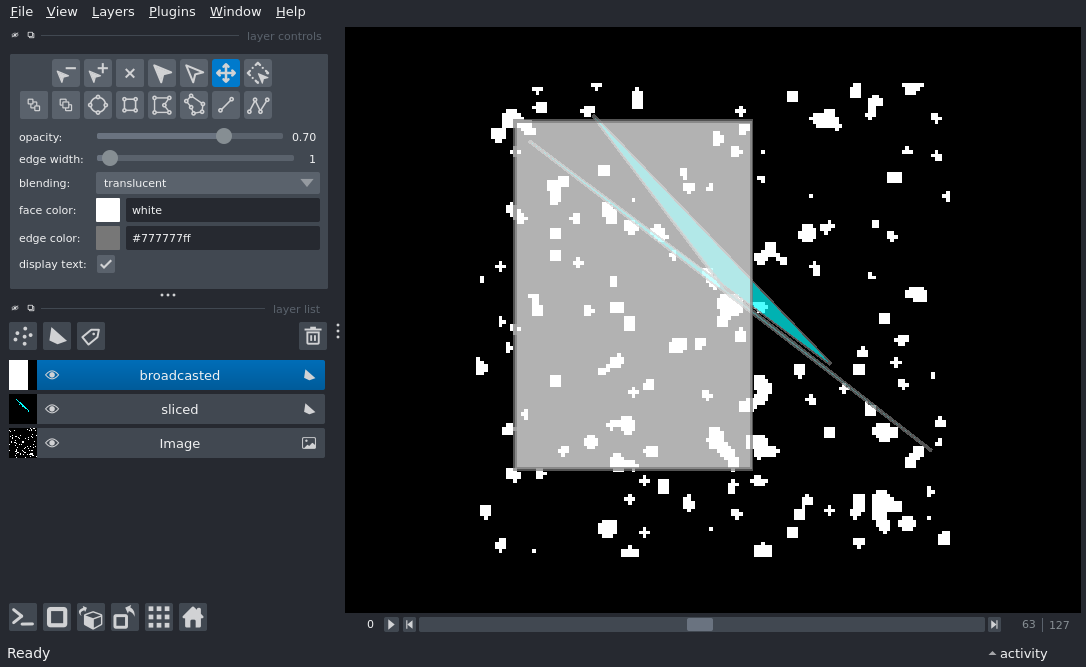 File View Layers Plugins Window Help
layer controls
opacity: 0.70
edge width: 1
blending: translucent
face color: white
edge color: #777777ff
display text:
layer list
broadcasted
sliced
Image
0 63 127
Ready activity